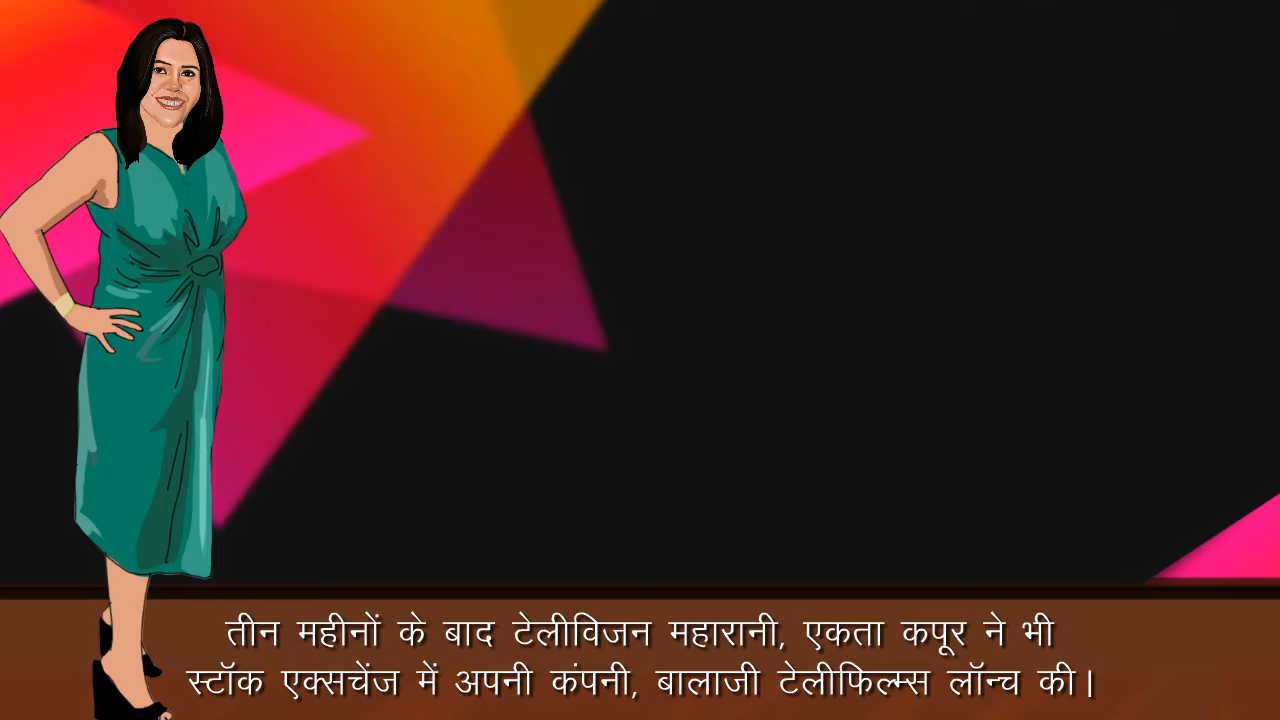 तीन महीनों के बाद टेलीविजन महारानी, एकता कपूर ने भी
स्टॉक एक्सचेंज में अपनी कंपनी, बालाजी टेलीफिल्म्स लॉन्च की।